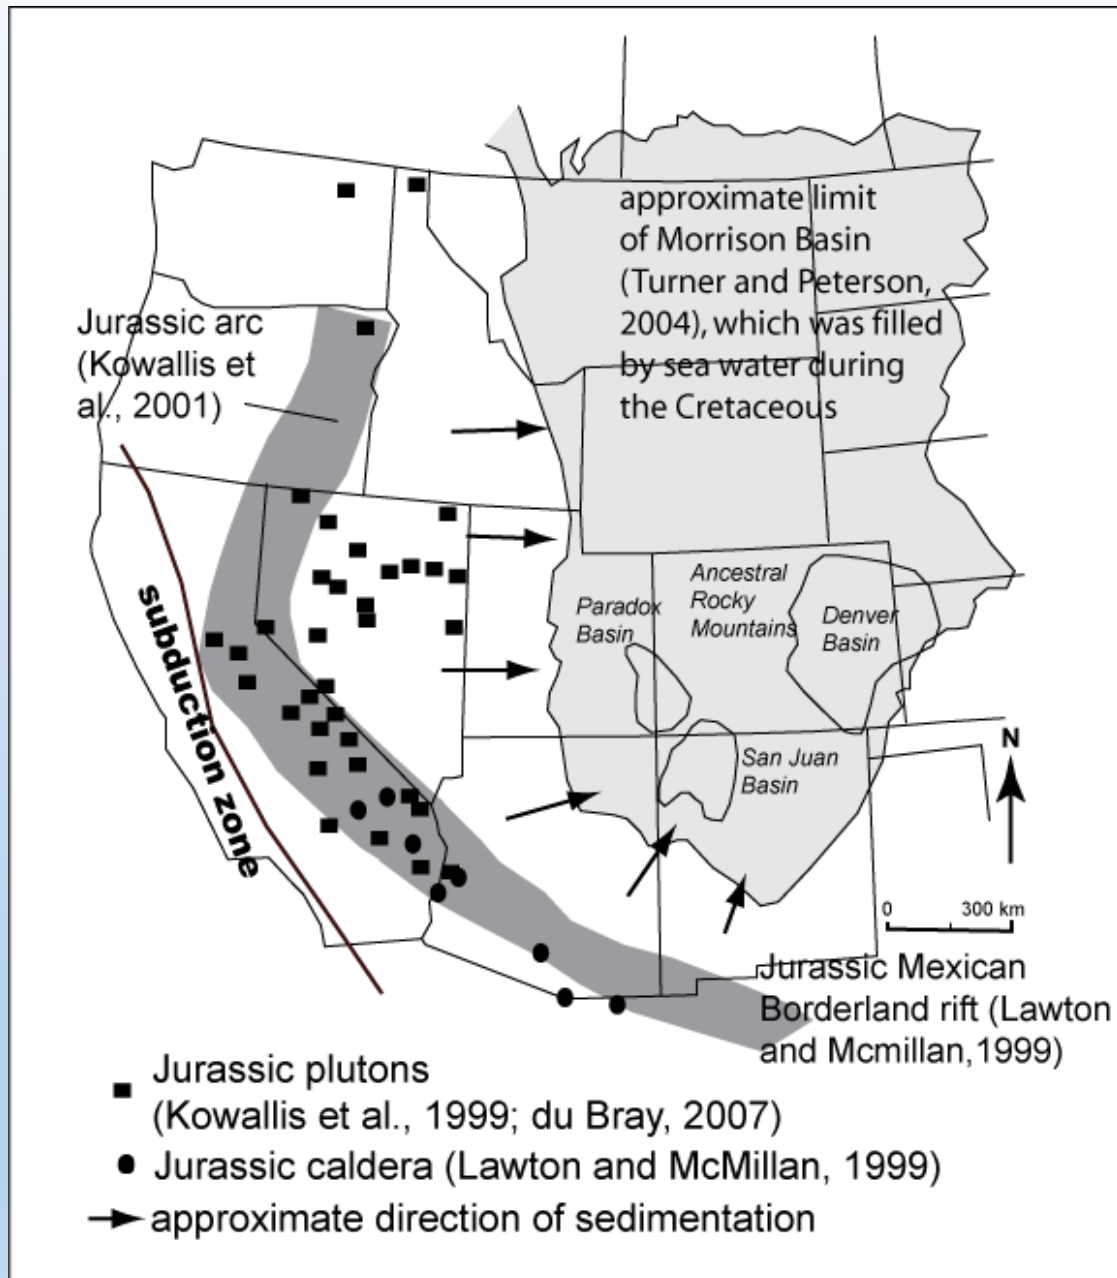 approximate limit
of Morrison Basin
(Turner and Peterson,
2004), which was filled
by sea water during
the Cretaceous
Jurassic arc
(Kowallis et
al., 2001)
subduction zone
Paradox
Basin
Ancestral
Rocky
Mountains
Denver
Basin
San Juan
Basin
N
0 300 km
Jurassic Mexican
Borderland rift (Lawton
and Mcmillan,1999)
Jurassic plutons
(Kowallis et al., 1999; du Bray, 2007)
Jurassic caldera (Lawton and McMillan, 1999)
approximate direction of sedimentation